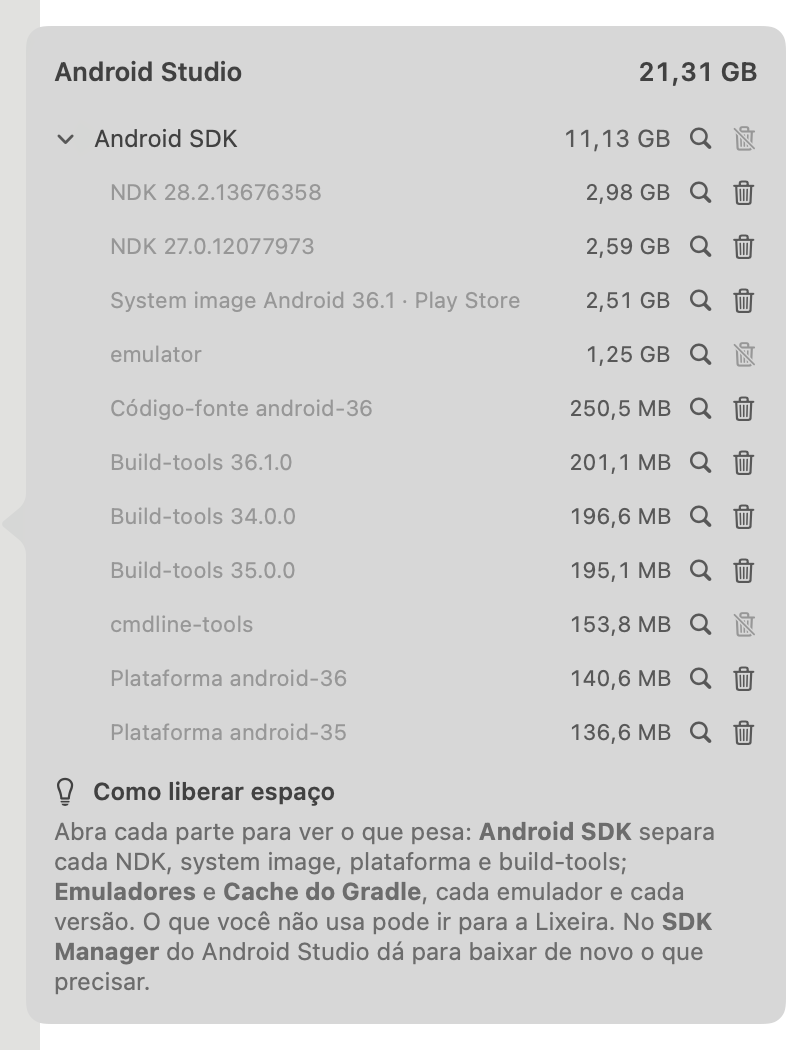 Android Studio 21,31 GB
Android SDK 11,13 GB
NDK 28.2.13676358 2,98 GB
NDK 27.0.12077973 2,59 GB
System image Android 36.1 · Play Store 2,51 GB
emulator 1,25 GB
Código-fonte android-36 250,5 MB
Build-tools 36.1.0 201,1 MB
Build-tools 34.0.0 196,6 MB
Build-tools 35.0.0 195,1 MB
cmdline-tools 153,8 MB
Plataforma android-36 140,6 MB
Plataforma android-35 136,6 MB
Como liberar espaço
Abra cada parte para ver o que pesa: Android SDK separa
cada NDK, system image, plataforma e build-tools;
Emuladores e Cache do Gradle, cada emulador e cada
versão. O que você não usa pode ir para a Lixeira. No SDK
Manager do Android Studio dá para baixar de novo o que
precisar.